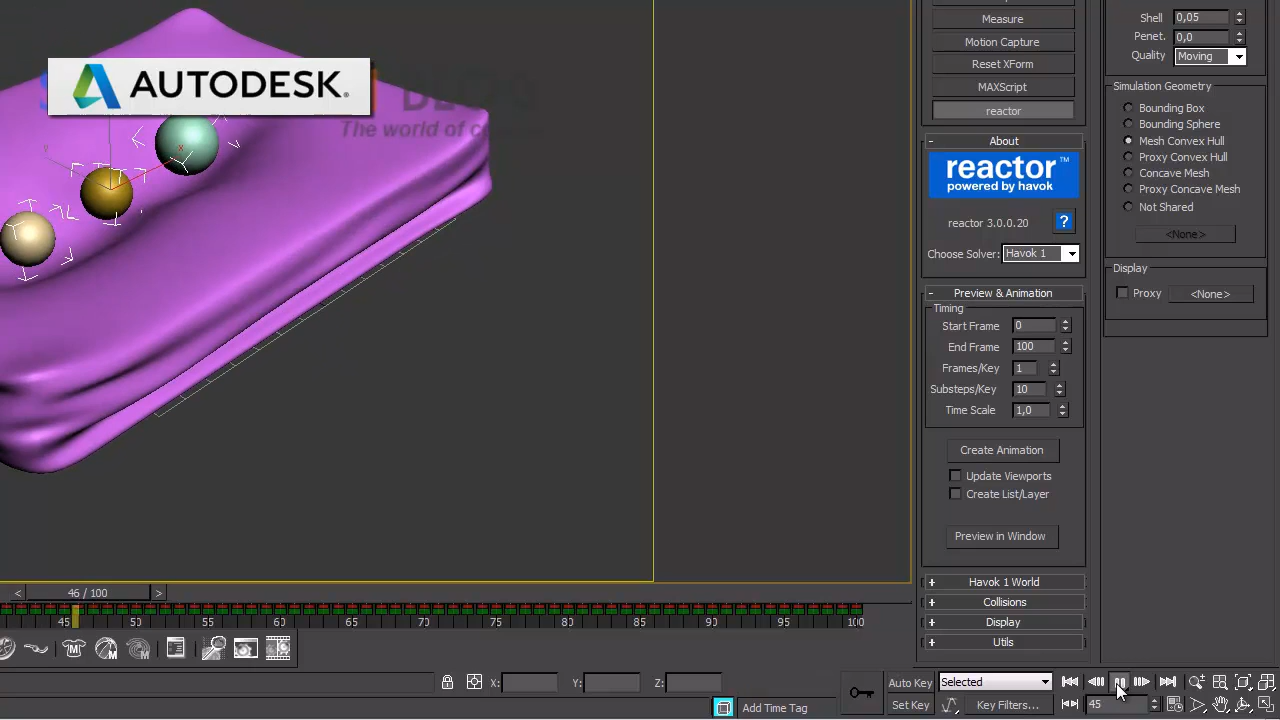 AUTODESK.
The world of
Measure
Motion Capture
Reset XForm
MAXScript
reactor
About
reactor™
powered by havok
reactor 3.0.0.20
?
Choose Solver: Havok 1
Preview & Animation
Timing
Start Frame 0
End Frame 100
Frames/Key 1
Substeps/Key 10
Time Scale 1,0
Create Animation
Update Viewports
Create List/Layer
Preview in Window
Havok 1 World
Collisions
Display
Utils
Shell 0,05
Penet. 0,0
Quality Moving
Simulation Geometry
Bounding Box
Bounding Sphere
Mesh Convex Hull
Proxy Convex Hull
Concave Mesh
Proxy Concave Mesh
Not Shared
<None>
Display
Proxy <None>
y x
< 46 / 100 >
45 50 55 60 65 70 75 80 85 90 95 100
X: Y: Z:
Auto Key Selected
Set Key Key Filters... 45
Add Time Tag